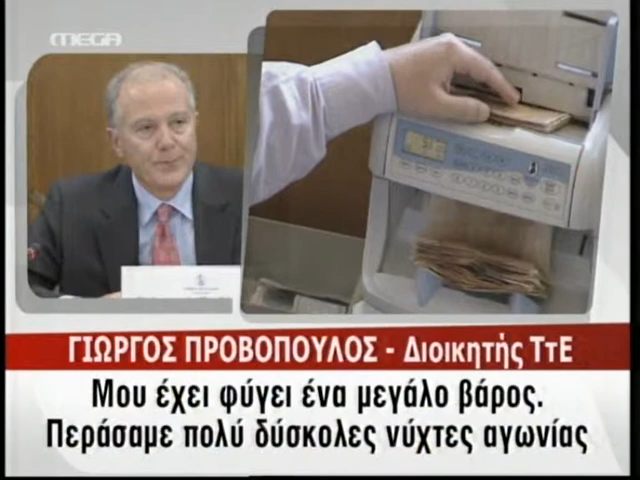 MEGA
ΓΙΩΡΓΟΣ ΠΡΟΒΟΠΟΥΛΟΣ - Διοικητής ΤτΕ
Μου έχει φύγει ένα μεγάλο βάρος.
Περάσαμε πολύ δύσκολες νύχτες αγωνίας